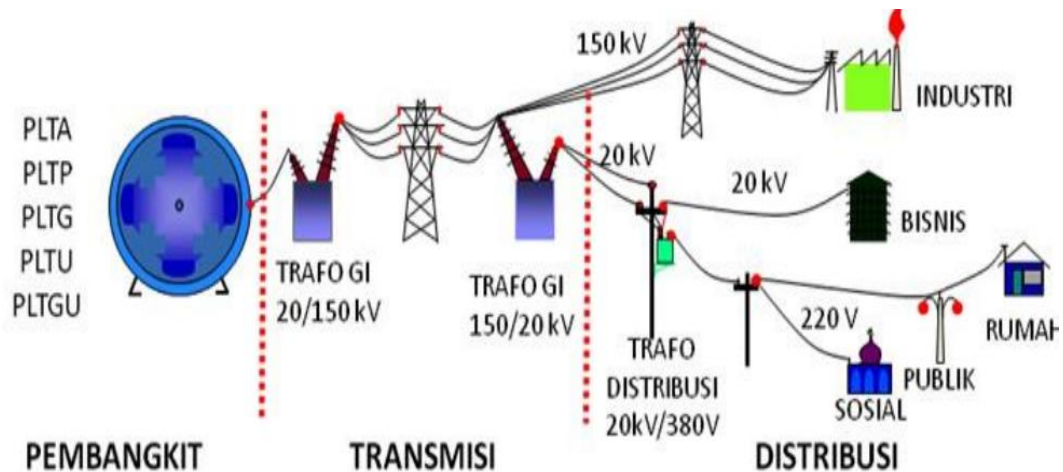 PLTA
PLTP
PLTG
PLTU
PLTGU
TRAFO GI
20/150 kV
TRAFO GI
150/20 kV
150 kV
INDUSTRI
20 kV
20 kV
BISNIS
220 V
RUMAH
PUBLIK
SOSIAL
TRAFO
DISTRIBUSI
20kV/380V
PEMBANGKIT
TRANSMISI
DISTRIBUSI